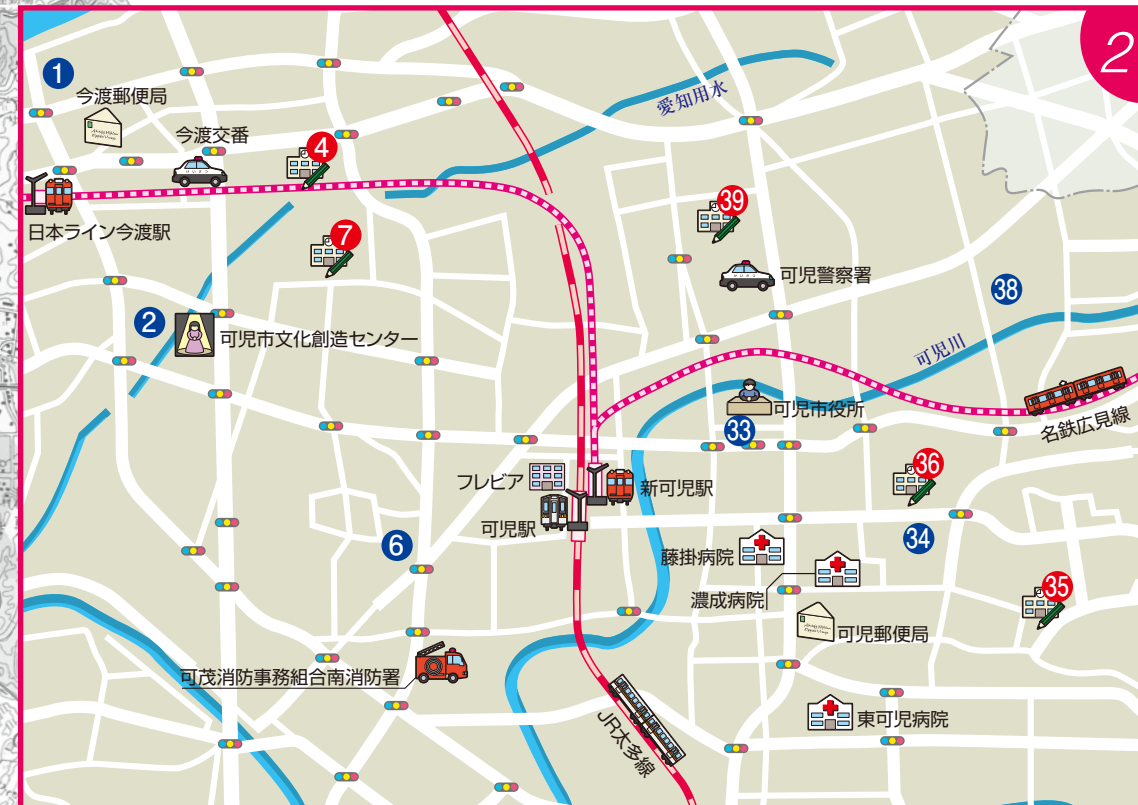 2
1
今渡郵便局
今渡交番
4
愛知用水
日本ライン今渡駅
7
39
可児警察署
38
2
可児市文化創造センター
可児川
可児市役所
33
名鉄広見線
フレビア
新可児駅
36
可児駅
34
6
藤掛病院
濃成病院
35
可児郵便局
可茂消防事務組合南消防署
JR太多線
東可児病院